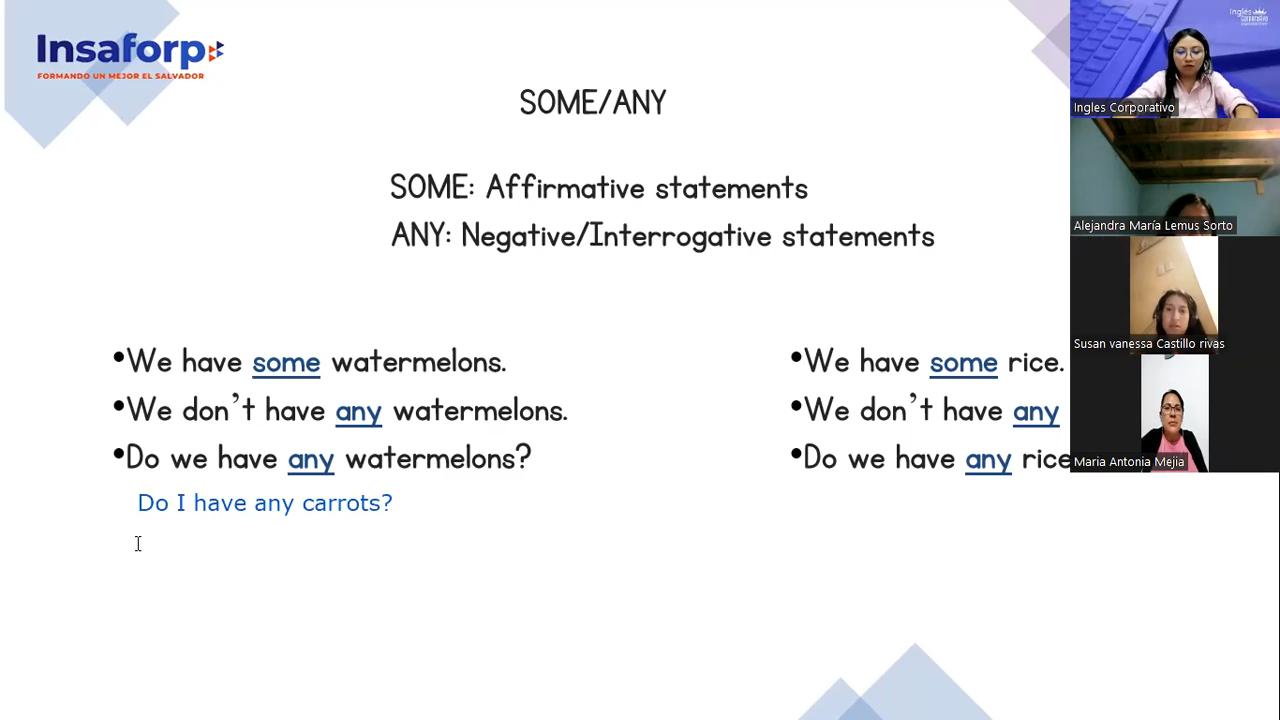 Insaforp
FORMANDO UN MEJOR EL SALVADOR
SOME/ANY
SOME: Affirmative statements
ANY: Negative/Interrogative statements
•We have some watermelons.
•We don't have any watermelons.
•Do we have any watermelons?
Do I have any carrots?
•We have some rice.
•We don't have any
•Do we have any rice
Inglés
Corporativo
Ingles Corporativo
Alejandra María Lemus Sorto
Susan vanessa Castillo rivas
Maria Antonia Mejia